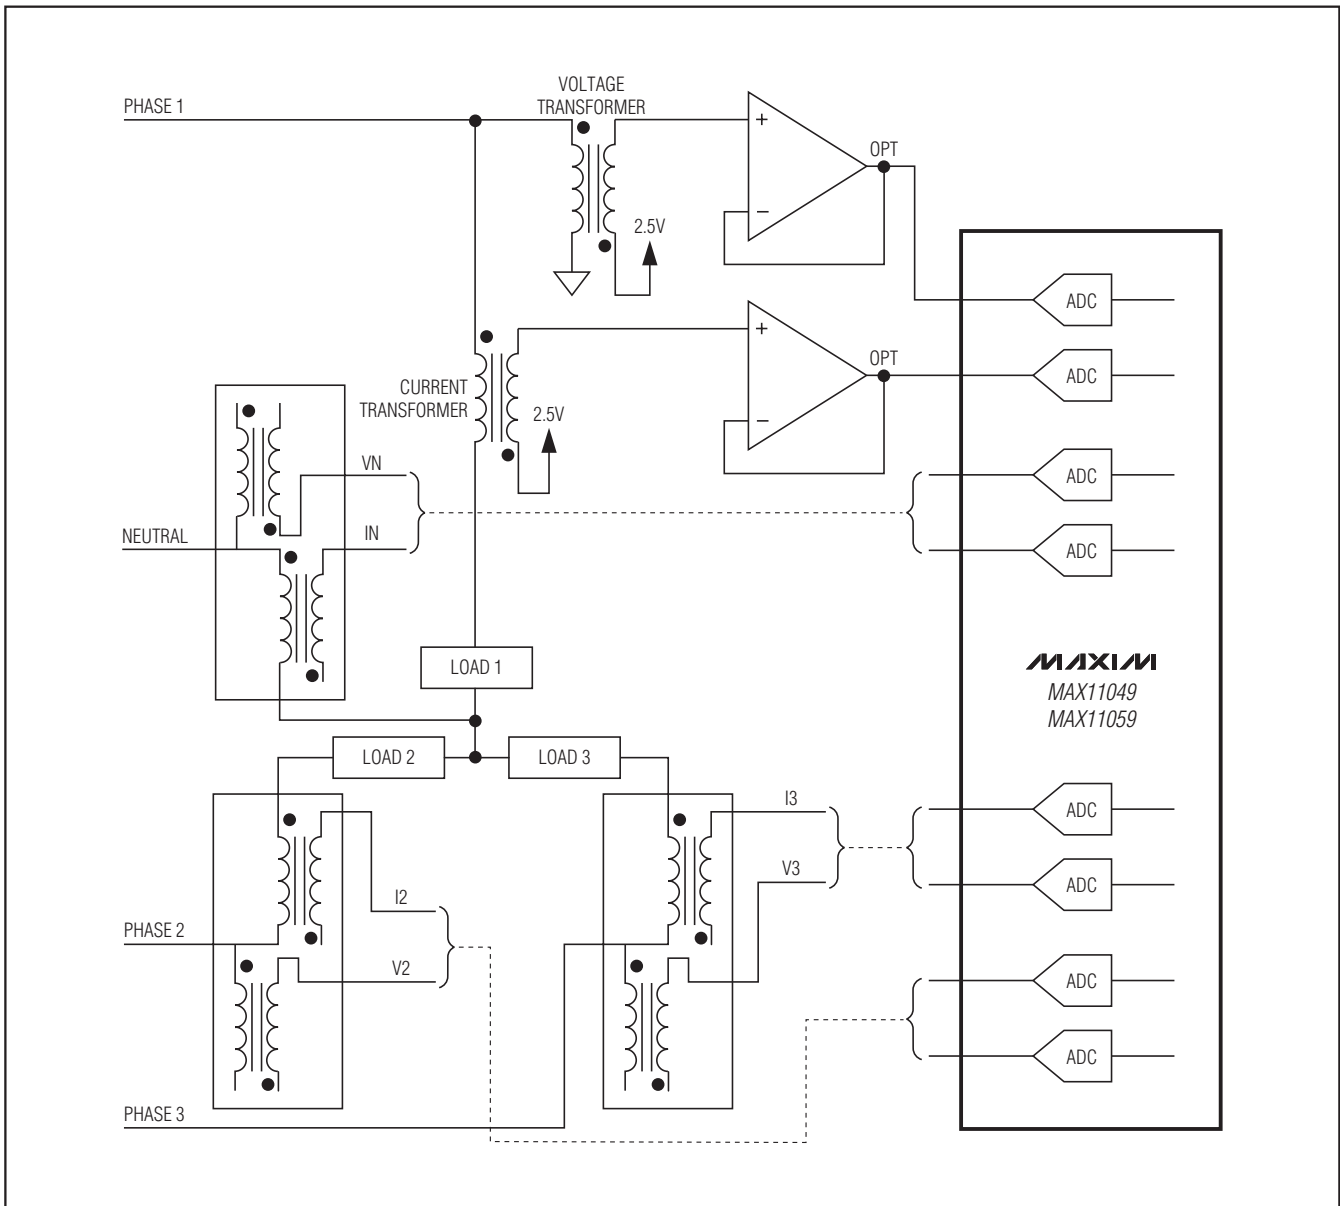 VOLTAGE
TRANSFORMER
PHASE 1
+
OPT
−
2.5V
ADC
+
OPT
ADC
CURRENT
TRANSFORMER
−
2.5V
VN
ADC
NEUTRAL
IN
ADC
LOAD 1
MAXIM
MAX11049
MAX11059
LOAD 2
LOAD 3
I3
ADC
V3
ADC
I2
PHASE 2
V2
ADC
ADC
PHASE 3